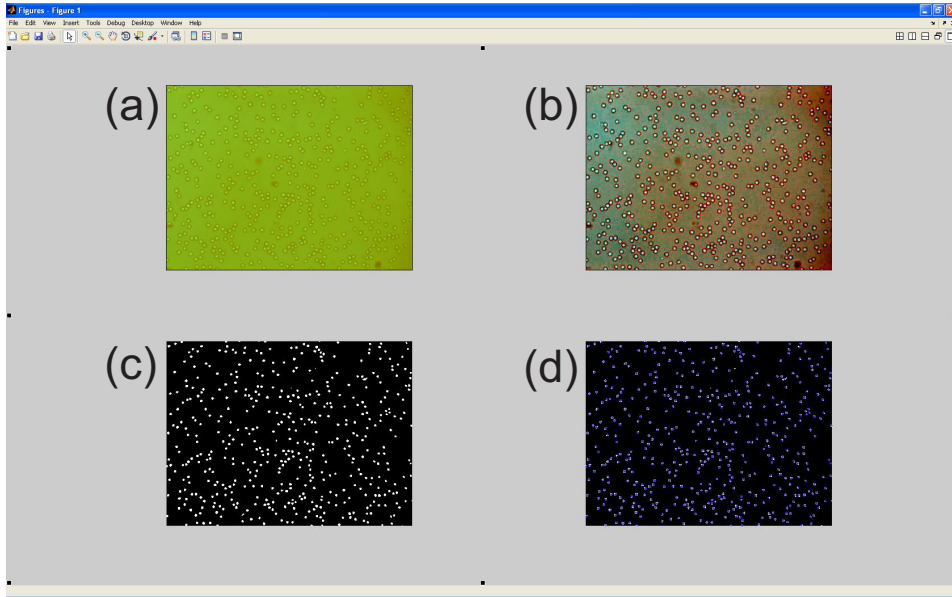 Figures - Figure 1
File Edit View Insert Tools Debug Desktop Window Help
(a)
(b)
(c)
(d)